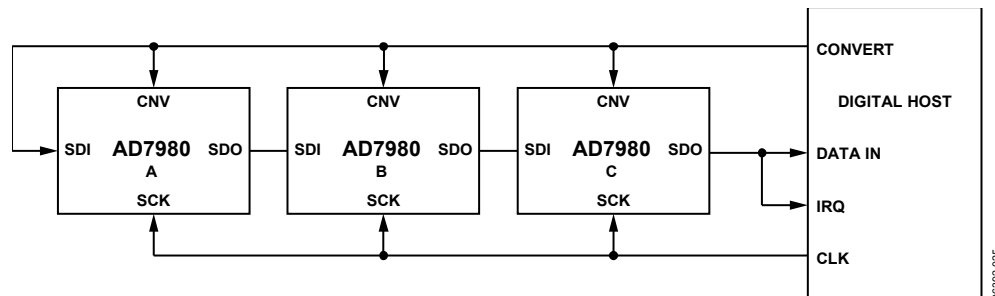 CONVERT
CNV CNV CNV
DIGITAL HOST
SDI AD7980 SDO SDI AD7980 SDO SDI AD7980 SDO DATA IN
A B C
SCK SCK SCK
IRQ
CLK